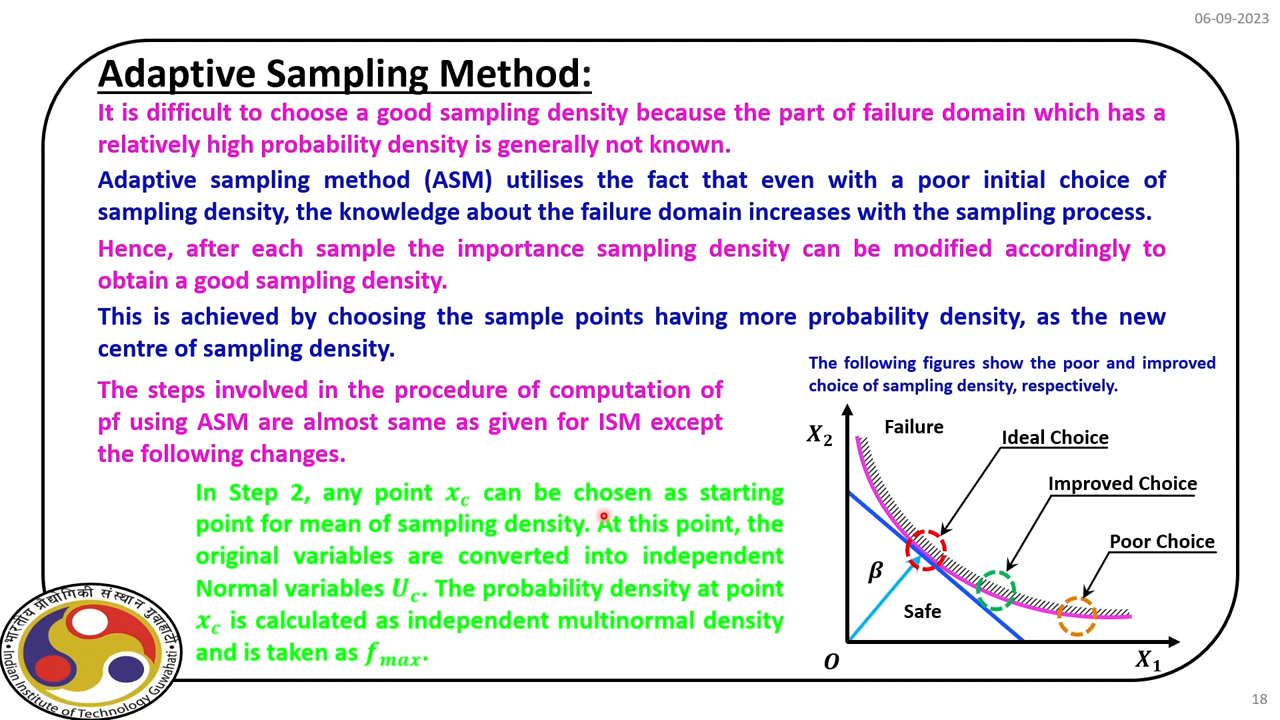 06-09-2023
Adaptive Sampling Method:
It is difficult to choose a good sampling density because the part of failure domain which has a
relatively high probability density is generally not known.
Adaptive sampling method (ASM) utilises the fact that even with a poor initial choice of
sampling density, the knowledge about the failure domain increases with the sampling process.
Hence, after each sample the importance sampling density can be modified accordingly to
obtain a good sampling density.
This is achieved by choosing the sample points having more probability density, as the new
centre of sampling density.
The steps involved in the procedure of computation of
pf using ASM are almost same as given for ISM except
the following changes.
In Step 2, any point x_c can be chosen as starting
point for mean of sampling density. At this point, the
original variables are converted into independent
Normal variables U_c. The probability density at point
x_c is calculated as independent multinormal density
and is taken as f_max.
The following figures show the poor and improved
choice of sampling density, respectively.
X_2
Failure
Ideal Choice
Improved Choice
Poor Choice
β
Safe
O
X_1
भारतीय प्रौद्योगिकी संस्थान गुवाहाटी
Indian Institute of Technology Guwahati
18